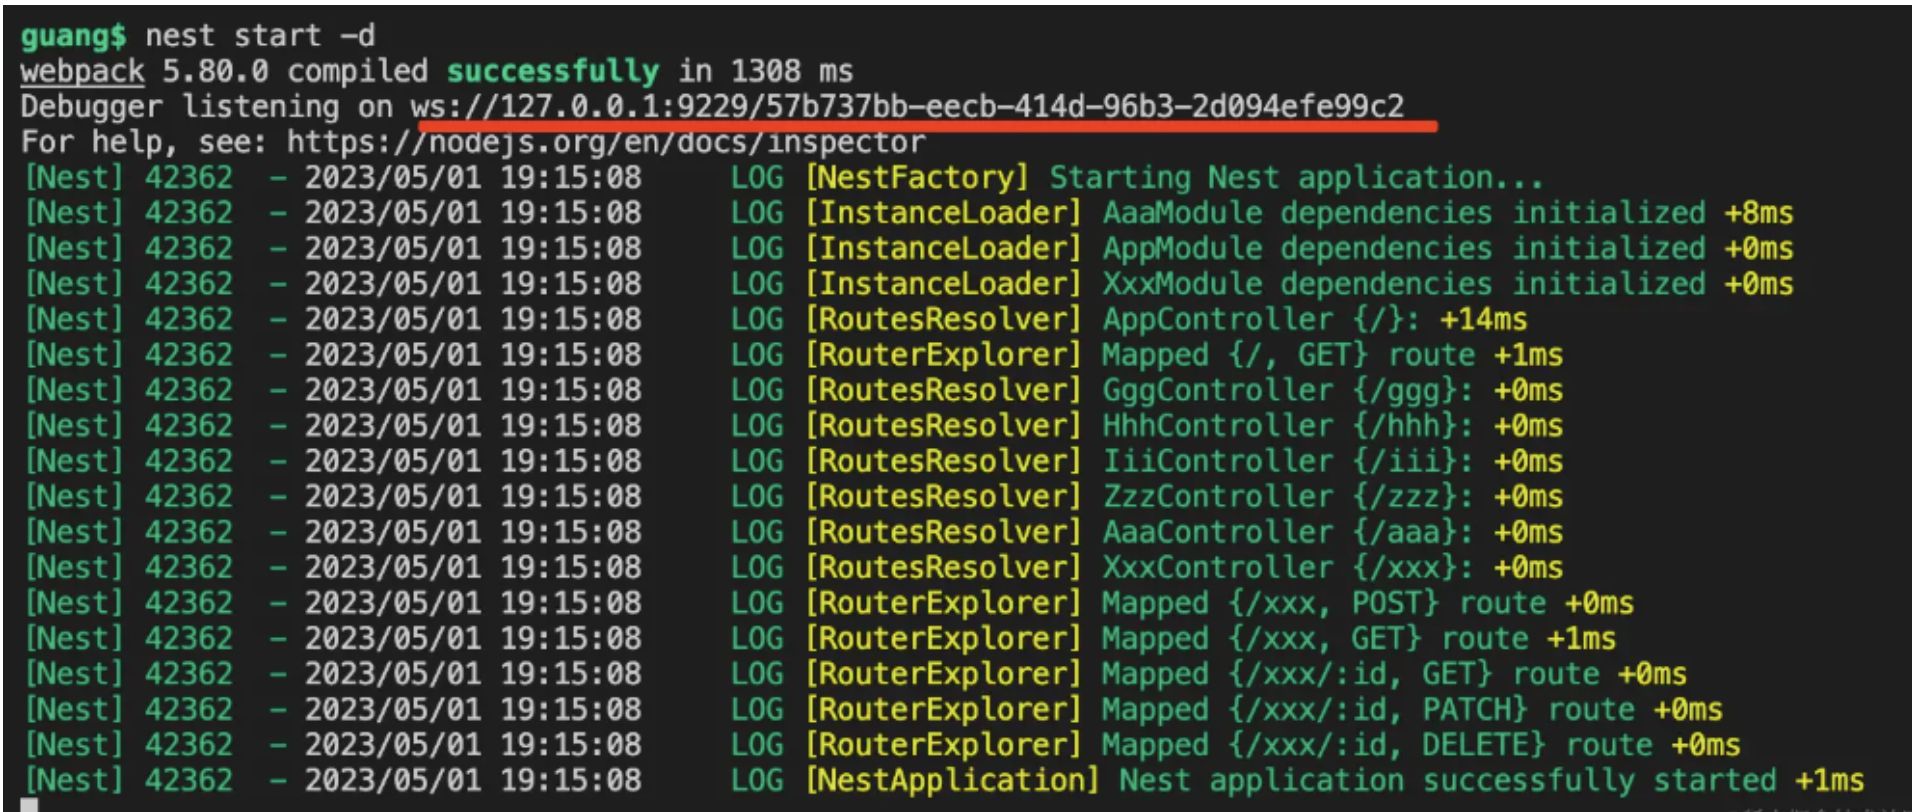 guang$ nest start -d
webpack 5.80.0 compiled successfully in 1308 ms
Debugger listening on ws://127.0.0.1:9229/57b737bb-eecb-414d-96b3-2d094efe99c2
For help, see: https://nodejs.org/en/docs/inspector
[Nest] 42362  - 2023/05/01 19:15:08     LOG [NestFactory] Starting Nest application...
[Nest] 42362  - 2023/05/01 19:15:08     LOG [InstanceLoader] AaaModule dependencies initialized +8ms
[Nest] 42362  - 2023/05/01 19:15:08     LOG [InstanceLoader] AppModule dependencies initialized +0ms
[Nest] 42362  - 2023/05/01 19:15:08     LOG [InstanceLoader] XxxModule dependencies initialized +0ms
[Nest] 42362  - 2023/05/01 19:15:08     LOG [RoutesResolver] AppController {/}: +14ms
[Nest] 42362  - 2023/05/01 19:15:08     LOG [RouterExplorer] Mapped {/, GET} route +1ms
[Nest] 42362  - 2023/05/01 19:15:08     LOG [RoutesResolver] GggController {/ggg}: +0ms
[Nest] 42362  - 2023/05/01 19:15:08     LOG [RoutesResolver] HhhController {/hhh}: +0ms
[Nest] 42362  - 2023/05/01 19:15:08     LOG [RoutesResolver] IiiController {/iii}: +0ms
[Nest] 42362  - 2023/05/01 19:15:08     LOG [RoutesResolver] ZzzController {/zzz}: +0ms
[Nest] 42362  - 2023/05/01 19:15:08     LOG [RoutesResolver] AaaController {/aaa}: +0ms
[Nest] 42362  - 2023/05/01 19:15:08     LOG [RoutesResolver] XxxController {/xxx}: +0ms
[Nest] 42362  - 2023/05/01 19:15:08     LOG [RouterExplorer] Mapped {/xxx, POST} route +0ms
[Nest] 42362  - 2023/05/01 19:15:08     LOG [RouterExplorer] Mapped {/xxx, GET} route +1ms
[Nest] 42362  - 2023/05/01 19:15:08     LOG [RouterExplorer] Mapped {/xxx/:id, GET} route +0ms
[Nest] 42362  - 2023/05/01 19:15:08     LOG [RouterExplorer] Mapped {/xxx/:id, PATCH} route +0ms
[Nest] 42362  - 2023/05/01 19:15:08     LOG [RouterExplorer] Mapped {/xxx/:id, DELETE} route +0ms
[Nest] 42362  - 2023/05/01 19:15:08     LOG [NestApplication] Nest application successfully started +1ms